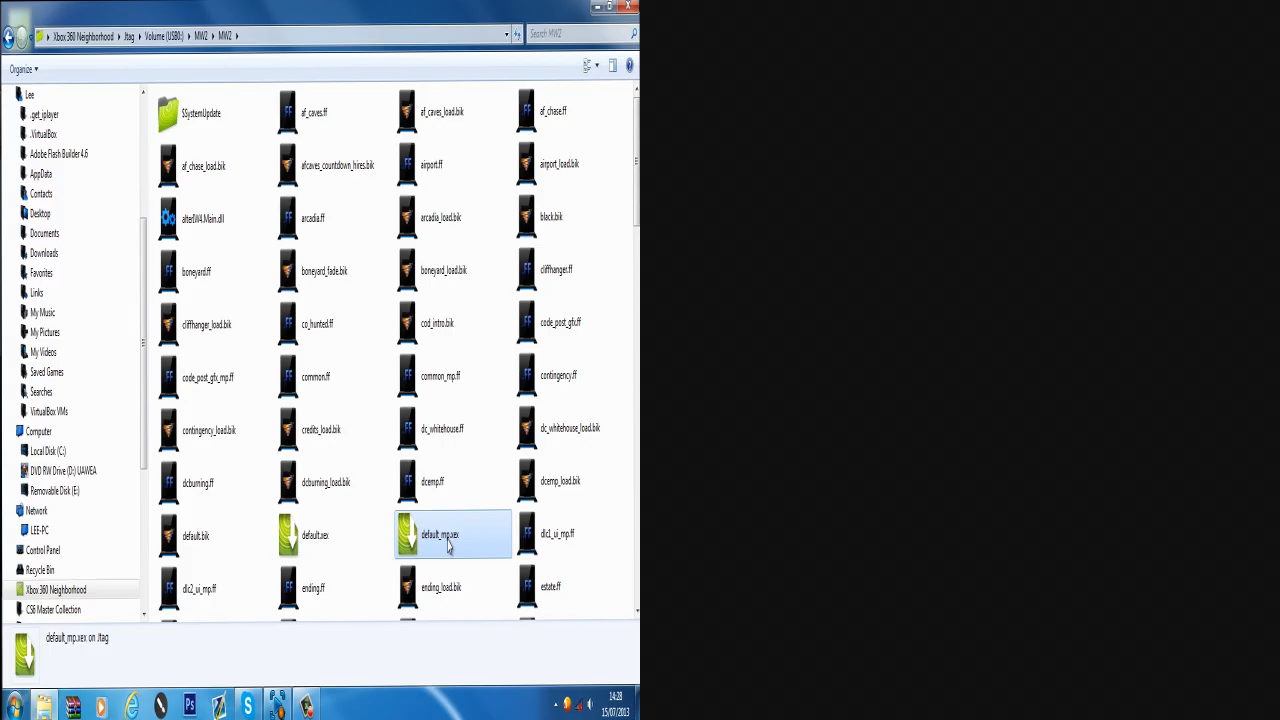 Xbox 360 Neighborhood Jtag Volume (USB0:) MW2 MW2 Search MW2
Organize
Lee
.get_iplayer
.VirtualBox
Adobe Flash Builder 4.6
AppData
Contacts
Desktop
Documents
Downloads
Favorites
Links
My Music
My Pictures
My Videos
Saved Games
Searches
VirtualBox VMs
Computer
Local Disk (C:)
DVD RW Drive (D:) UAWEA
Removable Disk (E:)
Network
LEE-PC
Control Panel
Recycle Bin
Xbox 360 Neighborhood
CS6 Master Collection
$SystemUpdate af_caves.ff af_caves_load.bik af_chase.ff
af_chase_load.bik afcaves_countdown_hires.bik airport.ff airport_load.bik
alterIW4.Main.dll arcadia.ff arcadia_load.bik black.bik
boneyard.ff boneyard_fade.bik boneyard_load.bik cliffhanger.ff
cliffhanger_load.bik co_hunted.ff cod_intro.bik code_post_gfx.ff
code_post_gfx_mp.ff common.ff common_mp.ff contingency.ff
contingency_load.bik credits_load.bik dc_whitehouse.ff dc_whitehouse_load.bik
dcburning.ff dcburning_load.bik dcemp.ff dcemp_load.bik
default.bik default.xex default_mp.xex dlc1_ui_mp.ff
dlc2_ui_mp.ff ending.ff ending_load.bik estate.ff
default_mp.xex on Jtag
14:28
15/07/2013